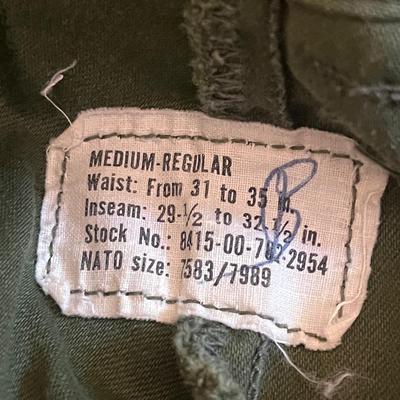 MEDIUM-REGULAR
Waist: From 31 to 35 in.
Inseam: 29-1/2 to 32 1/2 in.
Stock No.: 8415-00-782-2954
NATO size: 7583/7989